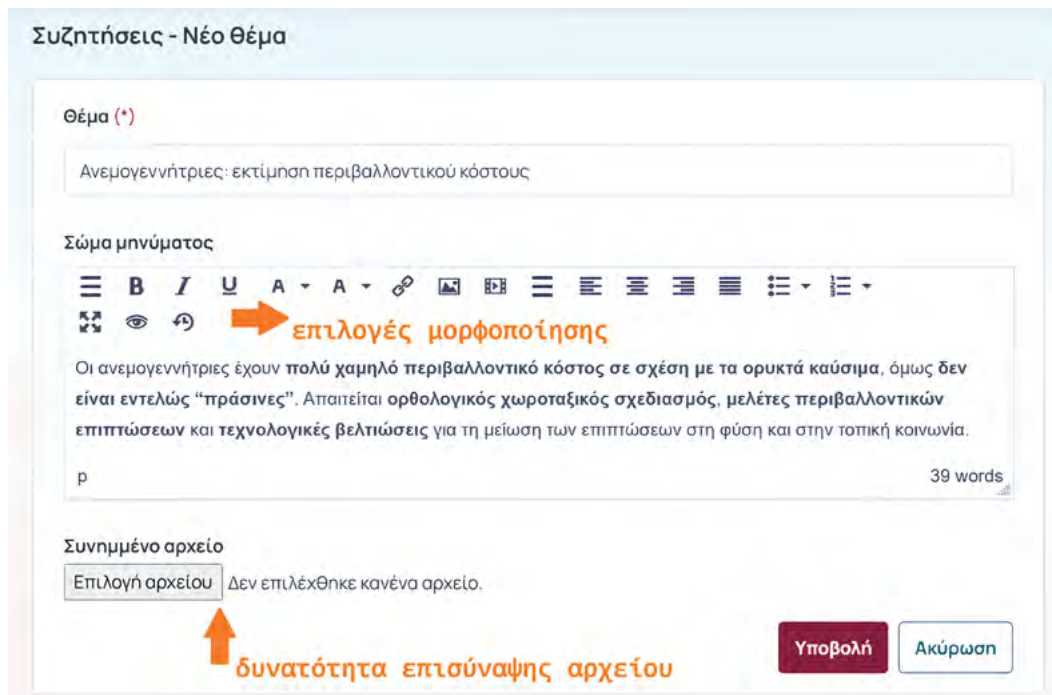 Συζητήσεις - Νέο θέμα
Θέμα (*)
Ανεμογεννήτριες: εκτίμηση περιβαλλοντικού κόστους
Σώμα μηνύματος
B I U A A
επιλογές μορφοποίησης
Οι ανεμογεννήτριες έχουν πολύ χαμηλό περιβαλλοντικό κόστος σε σχέση με τα ορυκτά καύσιμα, όμως δεν
είναι εντελώς “πράσινες”. Απαιτείται ορθολογικός χωροταξικός σχεδιασμός, μελέτες περιβαλλοντικών
επιπτώσεων και τεχνολογικές βελτιώσεις για τη μείωση των επιπτώσεων στη φύση και στην τοπική κοινωνία.
p 39 words
Συνημμένο αρχείο
Επιλογή αρχείου Δεν επιλέχθηκε κανένα αρχείο.
Υποβολή Ακύρωση
δυνατότητα επισύναψης αρχείου